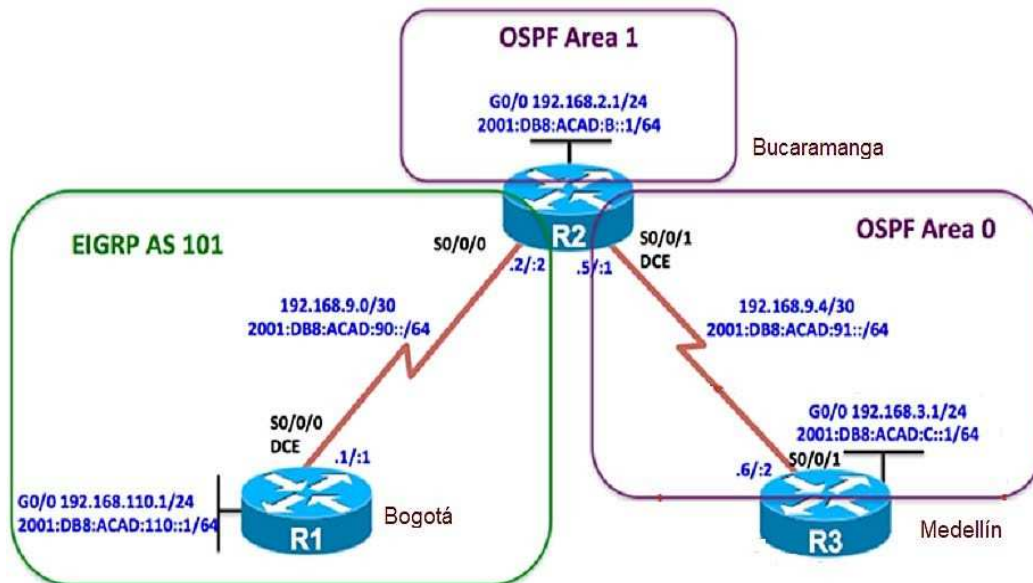 OSPF Area 1
G0/0 192.168.2.1/24
2001:DB8:ACAD:B::1/64
Bucaramanga
EIGRP AS 101
S0/0/0
R2
S0/0/1
DCE
OSPF Area 0
.2/:2
.5/:1
192.168.9.0/30
2001:DB8:ACAD:90::/64
192.168.9.4/30
2001:DB8:ACAD:91::/64
S0/0/0
DCE
.1/:1
G0/0 192.168.3.1/24
2001:DB8:ACAD:C::1/64
.6/:2
S0/0/1
G0/0 192.168.110.1/24
2001:DB8:ACAD:110::1/64
R1
Bogotá
R3
Medellín